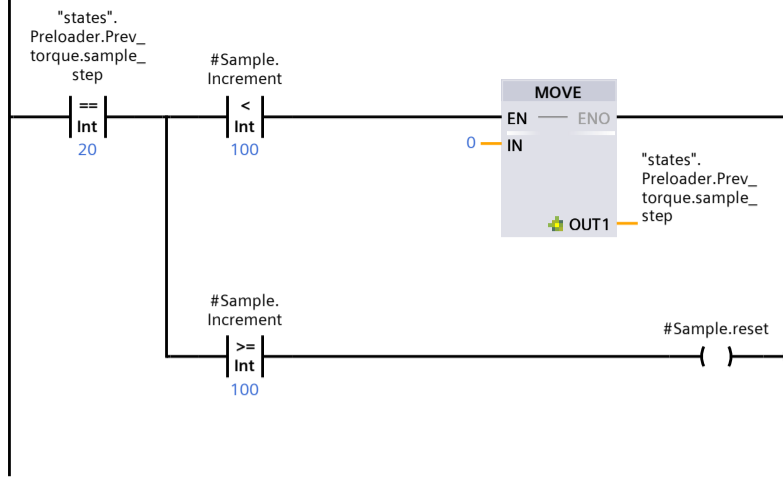 "states".
Preloader.Prev_
torque.sample_
step
==
Int
20
#Sample.
Increment
<
Int
100
MOVE
EN
ENO
0
IN
OUT1
"states".
Preloader.Prev_
torque.sample_
step
#Sample.
Increment
>=
Int
100
#Sample.reset